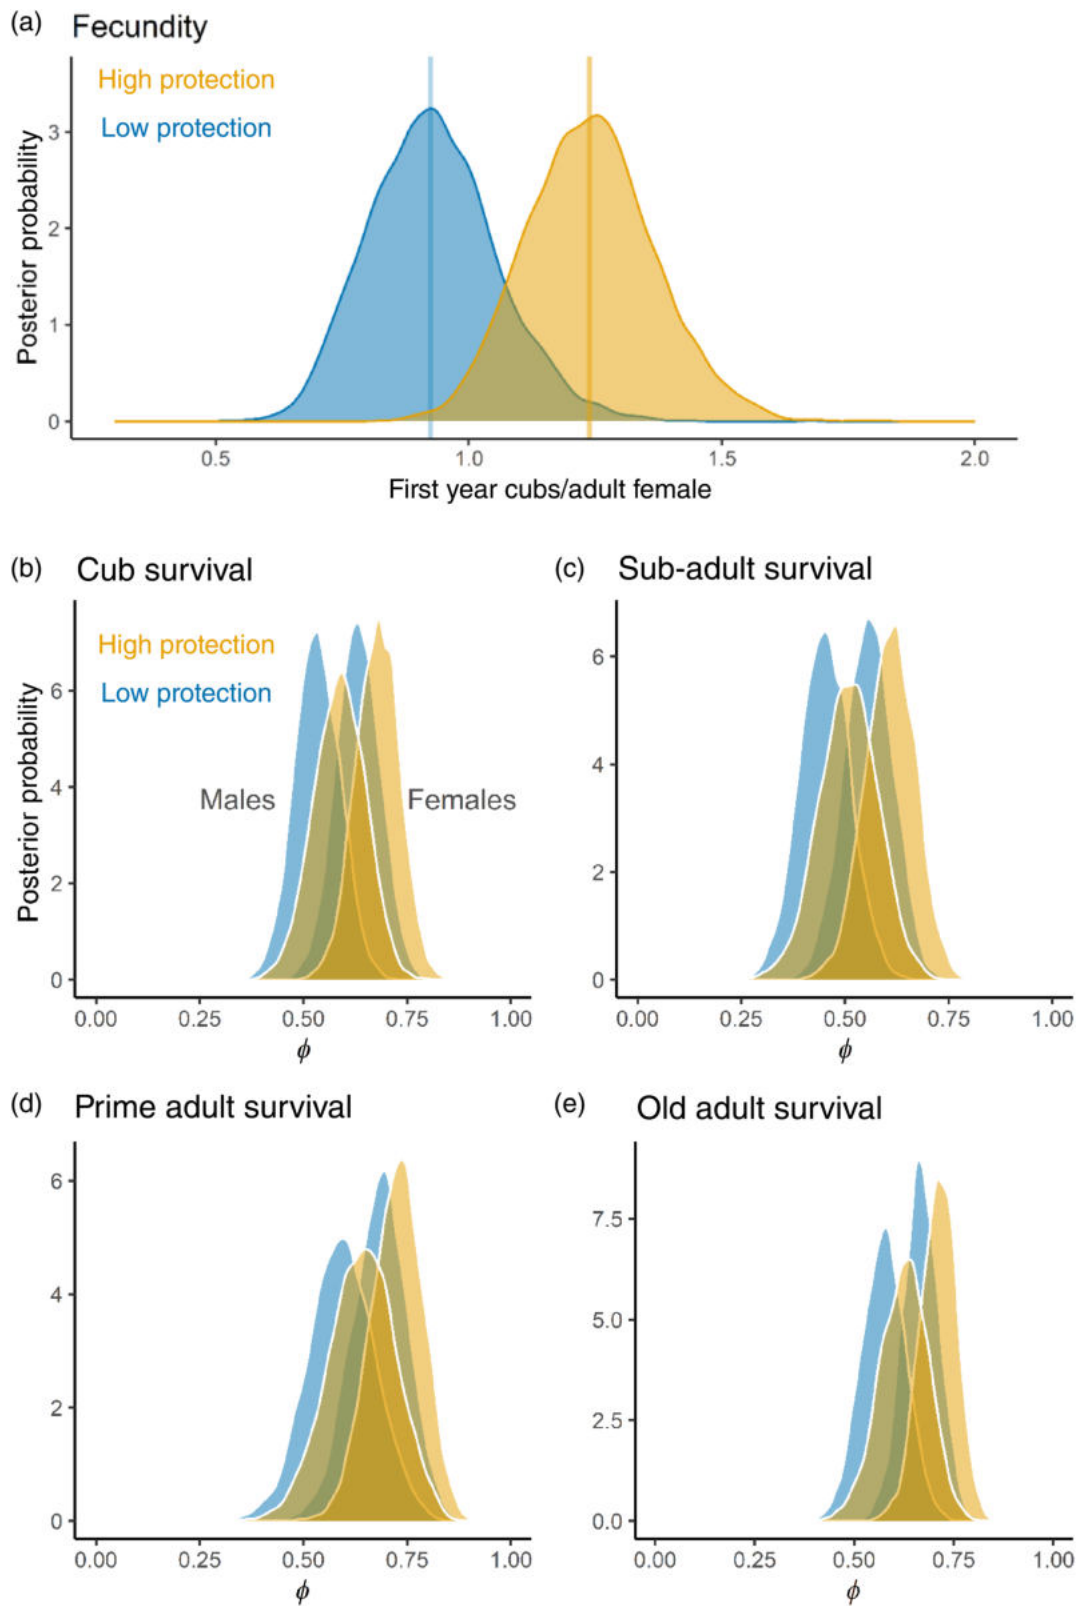 (a) Fecundity
High protection
Low protection
Posterior probability
3
2
1
0
0.5 1.0 1.5 2.0
First year cubs/adult female
(b) Cub survival
High protection
Low protection
Males Females
Posterior probability
6
4
2
0
0.00 0.25 0.50 0.75 1.00
ϕ
(c) Sub-adult survival
6
4
2
0
0.00 0.25 0.50 0.75 1.00
ϕ
(d) Prime adult survival
6
4
2
0
0.00 0.25 0.50 0.75 1.00
ϕ
(e) Old adult survival
7.5
5.0
2.5
0.0
0.00 0.25 0.50 0.75 1.00
ϕ